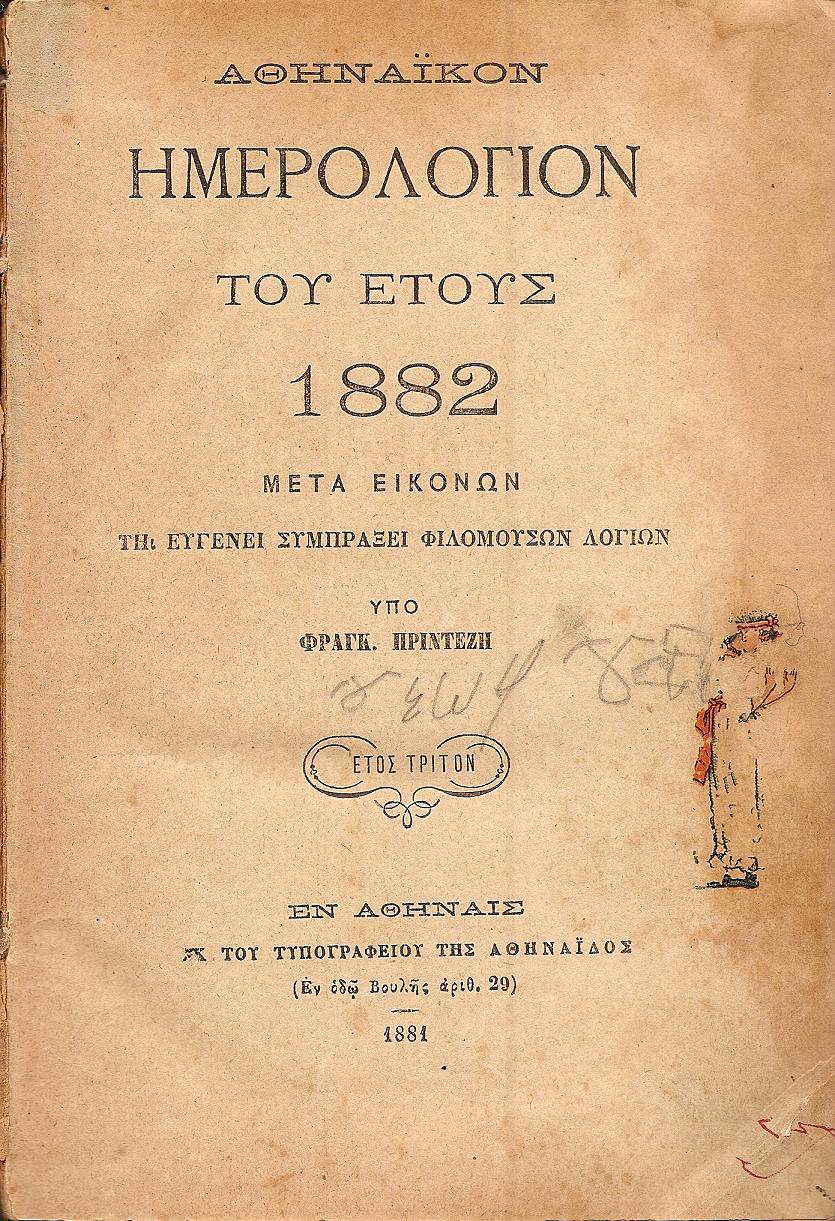 ΑΘΗΝΑΪΚΟΝ
ΗΜΕΡΟΛΟΓΙΟΝ
ΤΟΥ ΕΤΟΥΣ
1882
ΜΕΤΑ ΕΙΚΟΝΩΝ
ΤΗι ΕΥΓΕΝΕΙ ΣΥΜΠΡΑΞΕΙ ΦΙΛΟΜΟΥΣΩΝ ΛΟΓΙΩΝ
ΥΠΟ
ΦΡΑΓΚ. ΠΡΙΝΤΕΖΗ
ΕΤΟΣ ΤΡΙΤΟΝ
ΕΝ ΑΘΗΝΑΙΣ
ΤΟΥ ΤΥΠΟΓΡΑΦΕΙΟΥ ΤΗΣ ΑΘΗΝΑΪΔΟΣ
(Ἐν ὁδῷ Βουλῆς ἀριθ. 29)
1881